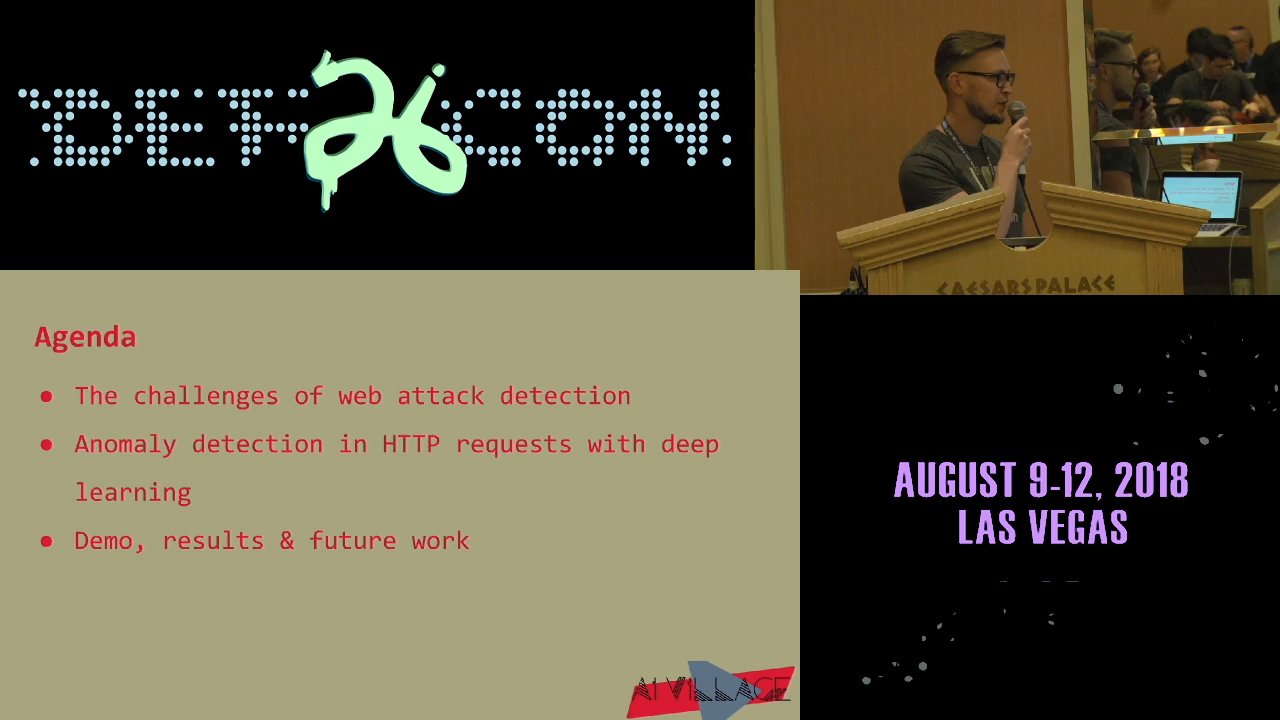 DEF 26 CON
CAESARS PALACE
Agenda
● The challenges of web attack detection
● Anomaly detection in HTTP requests with deep
learning
● Demo, results & future work
AI VILLAGE
AUGUST 9-12, 2018
LAS VEGAS